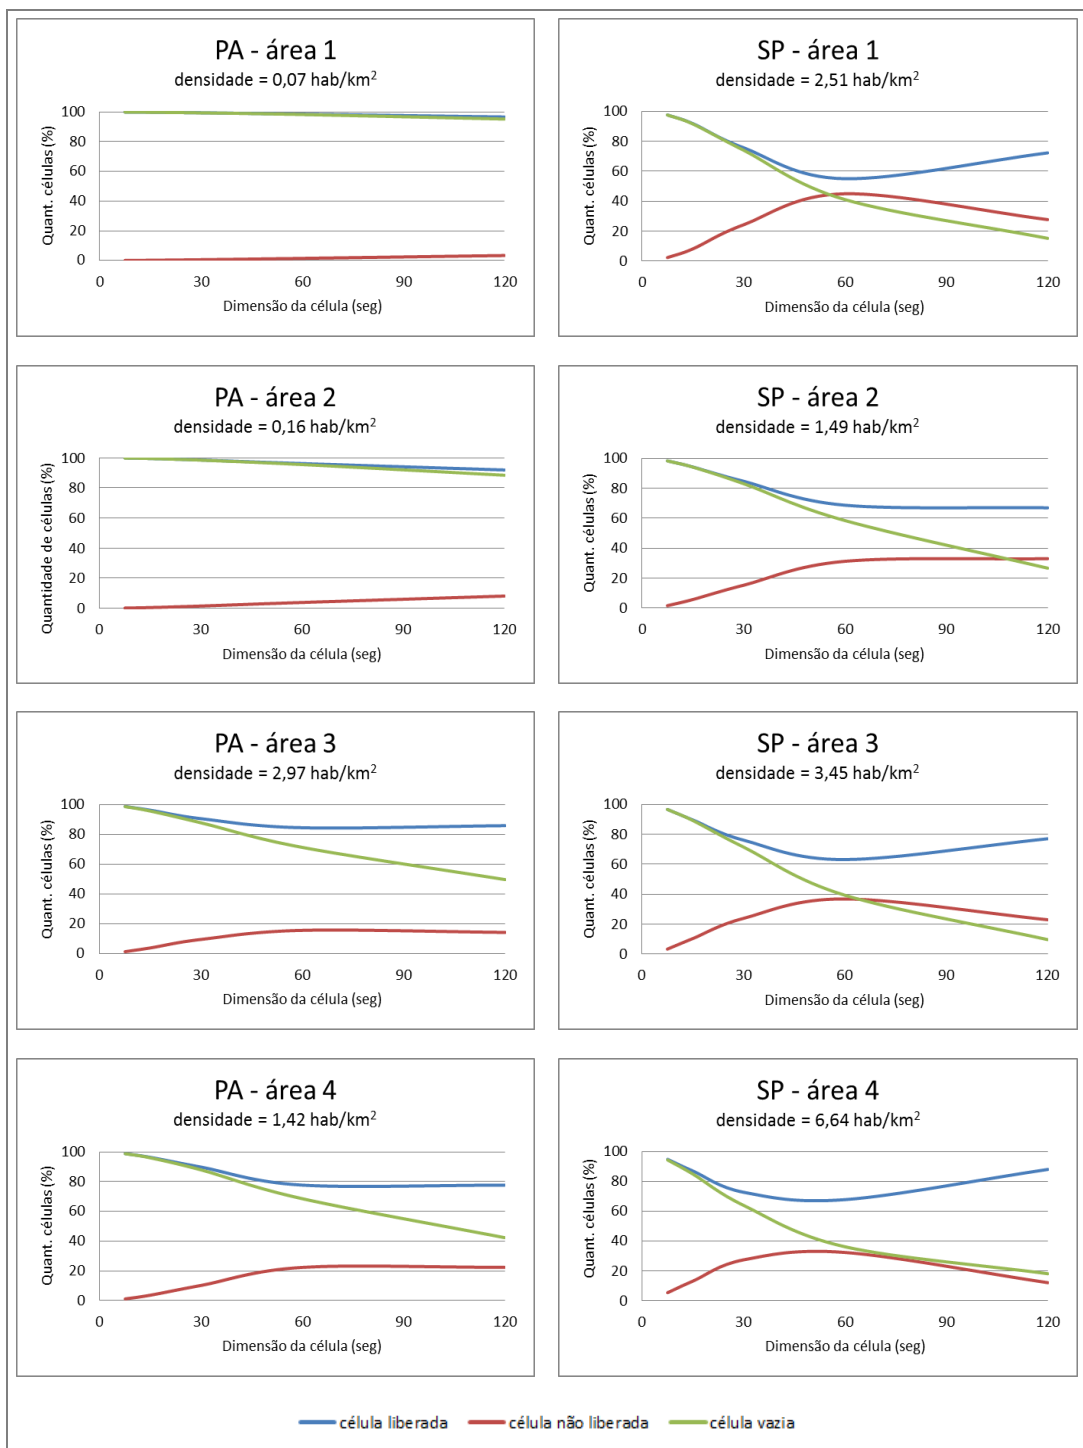 PA - área 1
densidade = 0,07 hab/km²
Quant. células (%)
100
80
60
40
20
0
0 30 60 90 120
Dimensão da célula (seg)
SP - área 1
densidade = 2,51 hab/km²
Quant. células (%)
100
80
60
40
20
0
0 30 60 90 120
Dimensão da célula (seg)
PA - área 2
densidade = 0,16 hab/km²
Quantidade de células (%)
100
80
60
40
20
0
0 30 60 90 120
Dimensão da célula (seg)
SP - área 2
densidade = 1,49 hab/km²
Quant. células (%)
100
80
60
40
20
0
0 30 60 90 120
Dimensão da célula (seg)
PA - área 3
densidade = 2,97 hab/km²
Quant. células (%)
100
80
60
40
20
0
0 30 60 90 120
Dimensão da célula (seg)
SP - área 3
densidade = 3,45 hab/km²
Quant. células (%)
100
80
60
40
20
0
0 30 60 90 120
Dimensão da célula (seg)
PA - área 4
densidade = 1,42 hab/km²
Quant. células (%)
100
80
60
40
20
0
0 30 60 90 120
Dimensão da célula (seg)
SP - área 4
densidade = 6,64 hab/km²
Quant. células (%)
100
80
60
40
20
0
0 30 60 90 120
Dimensão da célula (seg)
célula liberada célula não liberada célula vazia